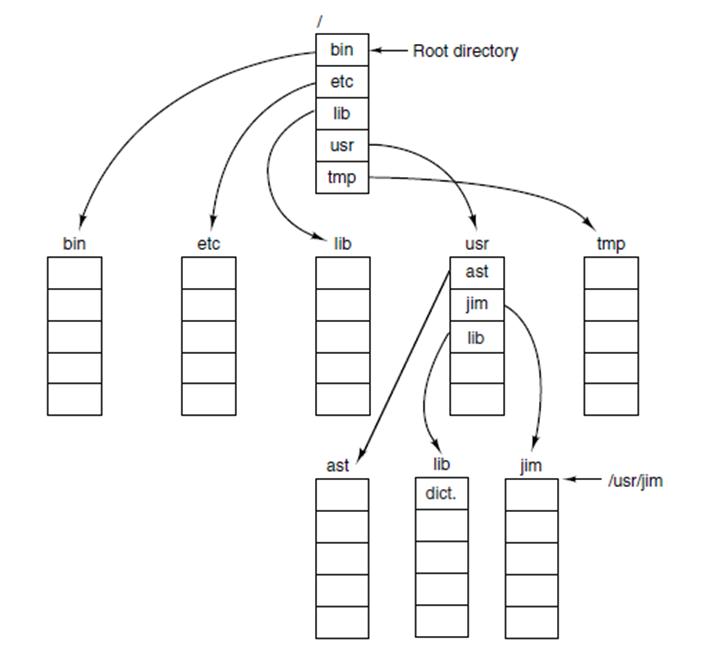 /
bin
Root directory
etc
lib
usr
tmp
bin
etc
lib
usr
tmp
ast
jim
lib
ast
lib
jim
/usr/jim
dict.